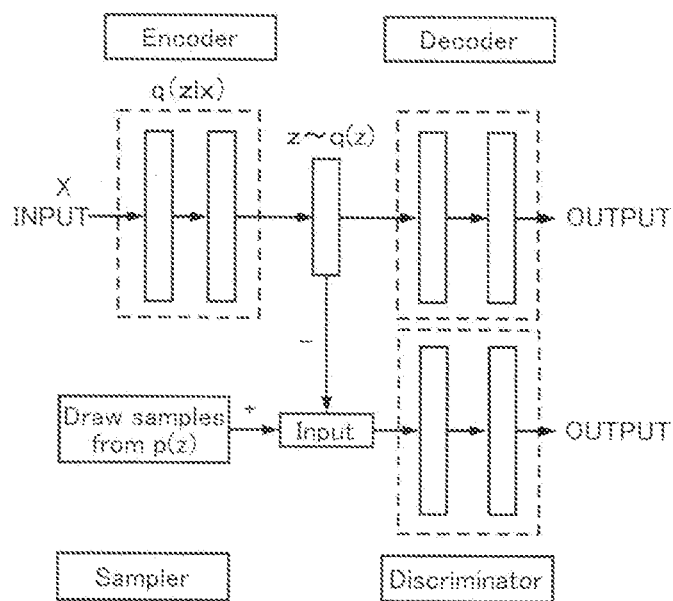 Encoder
Decoder
q(z|x)
z~q(z)
X
INPUT
OUTPUT
−
Draw samples
from p(z)
+
Input
OUTPUT
Sampler
Discriminator